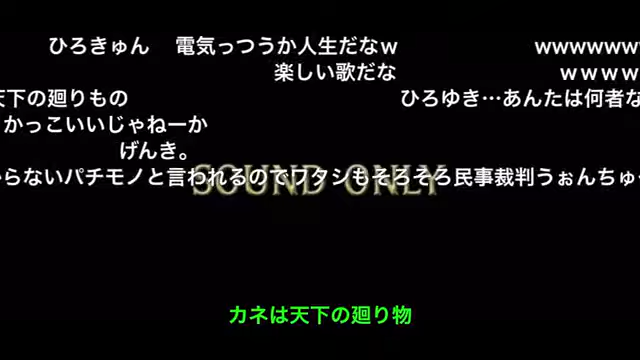 ひろきゅん 電気っつうか人生だなｗ wwwwwww
楽しい歌だな ｗｗｗｗ
天下の廻りもの ひろゆき…あんたは何者な
かっこいいじゃねーか
げんき。
らないパチモノと言われるのでワタシもそろそろ民事裁判うぉんちゅ
SOUND ONLY
カネは天下の廻り物